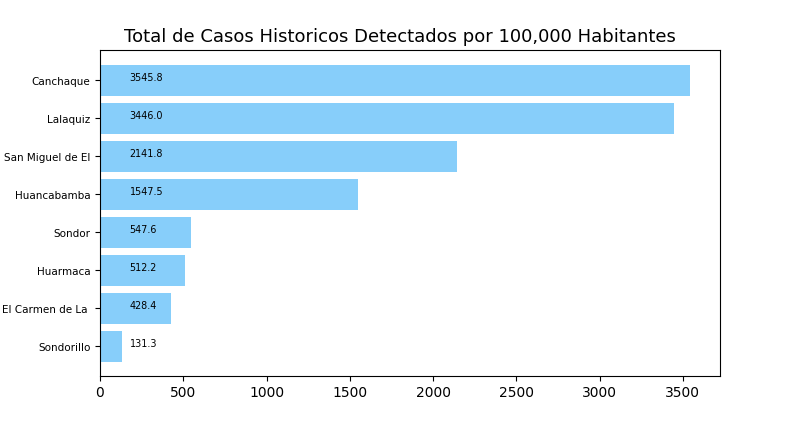 Total de Casos Historicos Detectados por 100,000 Habitantes
Canchaque 3545.8
Lalaquiz 3446.0
San Miguel de El 2141.8
Huancabamba 1547.5
Sondor 547.6
Huarmaca 512.2
El Carmen de La 428.4
Sondorillo 131.3
0 500 1000 1500 2000 2500 3000 3500